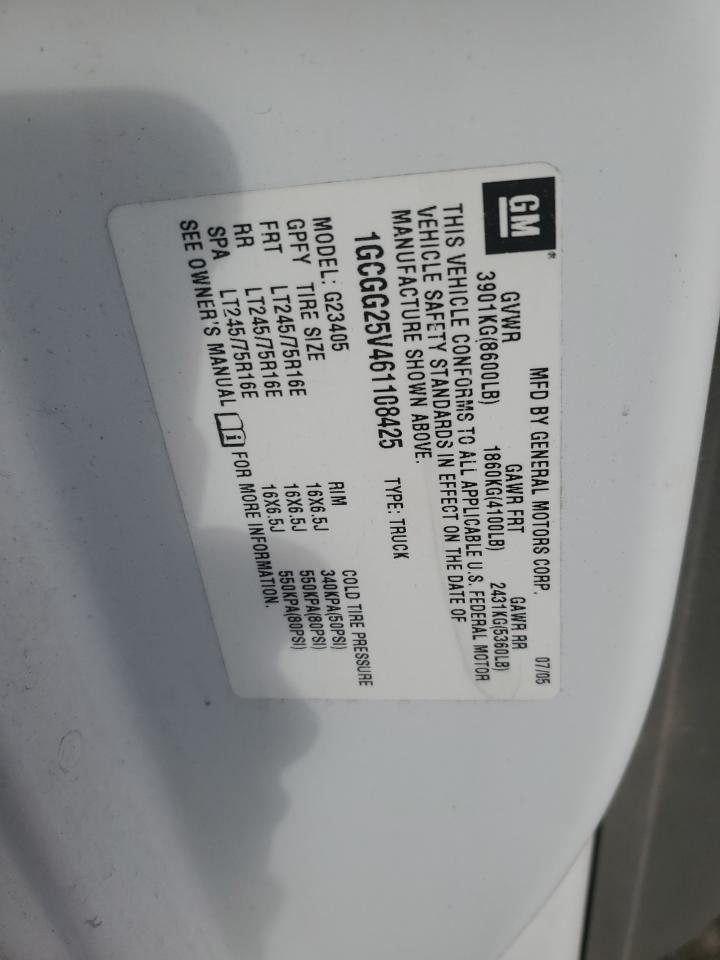 GM
MFD BY GENERAL MOTORS CORP. 07/05
GVWR GAWR FRT GAWR RR
3901KG(8600LB) 1860KG(4100LB) 2431KG(5360LB)
THIS VEHICLE CONFORMS TO ALL APPLICABLE U.S. FEDERAL MOTOR
VEHICLE SAFETY STANDARDS IN EFFECT ON THE DATE OF
MANUFACTURE SHOWN ABOVE.
1GCGG25V461108425 TYPE: TRUCK
MODEL: G23405
GPFY TIRE SIZE RIM COLD TIRE PRESSURE
FRT LT245/75R16E 16X6.5J 340KPA(50PSI)
RR LT245/75R16E 16X6.5J 550KPA(80PSI)
SPA LT245/75R16E 16X6.5J 550KPA(80PSI)
SEE OWNER'S MANUAL FOR MORE INFORMATION.